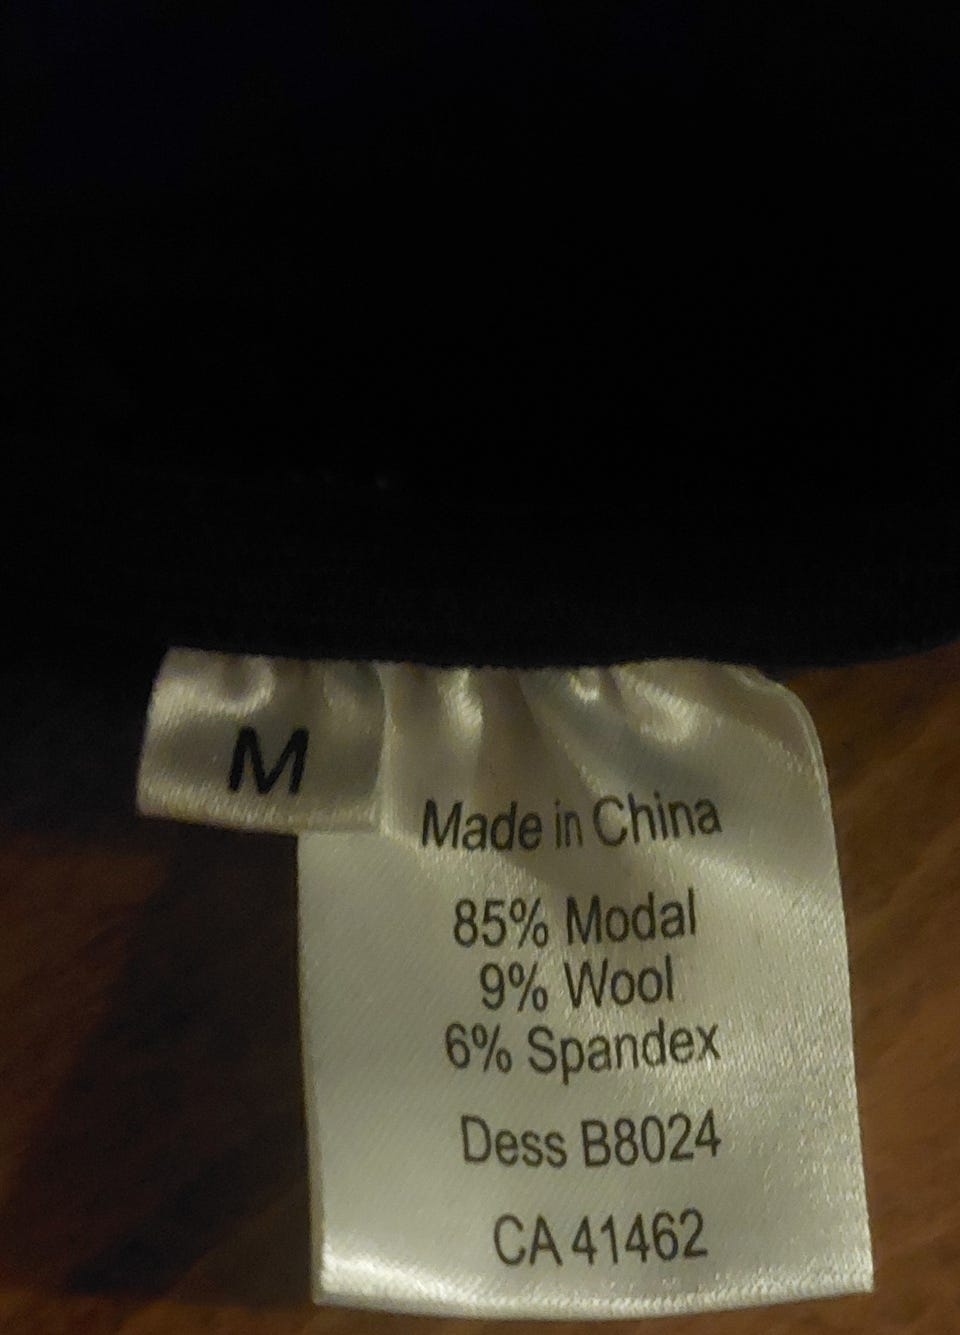 M
Made in China
85% Modal
9% Wool
6% Spandex
Dess B8024
CA 41462